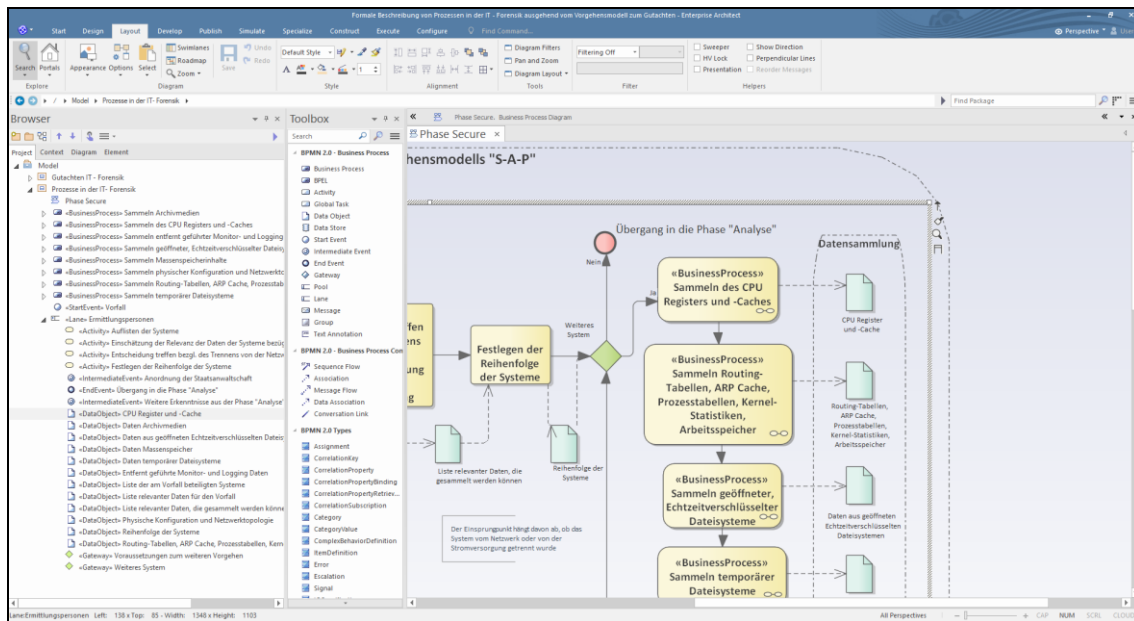 Formale Beschreibung von Prozessen in der IT - Forensik ausgehend vom Vorgehensmodell zum Gutachten - Enterprise Architect
Start Design Layout Develop Publish Simulate Specialize Construct Execute Configure Find Command... Perspective
Search Portals Appearance Options Select Swimlanes Roadmap Zoom Save Undo Redo
Default Style
Diagram Filters
Pan and Zoom
Diagram Layout
Filtering Off
Sweeper Show Direction
HV Lock Perpendicular Lines
Presentation Reorder Messages
Explore Diagram Style Alignment Tools Filter Helpers
Model Prozesse in der IT- Forensik Find Package
Browser
Project Context Diagram Element
Model
Gutachten IT - Forensik
Prozesse in der IT- Forensik
Phase Secure
«BusinessProcess» Sammeln Archivmedien
«BusinessProcess» Sammeln des CPU Registers und -Caches
«BusinessProcess» Sammeln entfernt geführter Monitor- und Logging
«BusinessProcess» Sammeln geöffneter, Echtzeitverschlüsselter Dateisy
«BusinessProcess» Sammeln Massenspeicherinhalte
«BusinessProcess» Sammeln physischer Konfiguration und Netzwerkto
«BusinessProcess» Sammeln Routing-Tabellen, ARP Cache, Prozesstab
«BusinessProcess» Sammeln temporärer Dateisysteme
«StartEvent» Vorfall
«Lane» Ermittlungspersonen
«Activity» Auflisten der Systeme
«Activity» Einschätzung der Relevanz der Daten der Systeme bezüg
«Activity» Entscheidung treffen bezgl. des Trennens von der Netzw
«Activity» Festlegen der Reihenfolge der Systeme
«IntermediateEvent» Anordnung der Staatsanwaltschaft
«EndEvent» Übergang in die Phase "Analyse"
«IntermediateEvent» Weitere Erkenntnisse aus der Phase "Analyse"
«DataObject» CPU Register und -Cache
«DataObject» Daten Archivmedien
«DataObject» Daten aus geöffneten Echtzeitverschlüsselten Dateis
«DataObject» Daten Massenspeicher
«DataObject» Daten temporärer Dateisysteme
«DataObject» Entfernt geführte Monitor- und Logging Daten
«DataObject» Liste der am Vorfall beteiligten Systeme
«DataObject» Liste relevanter Daten für den Vorfall
«DataObject» Liste relevanter Daten, die gesammelt werden könne
«DataObject» Physische Konfiguration und Netzwerktopologie
«DataObject» Reihenfolge der Systeme
«DataObject» Routing-Tabellen, ARP Cache, Prozesstabellen, Kern
«Gateway» Voraussetzungen zum weiteren Vorgehen
«Gateway» Weiteres System
Toolbox
Search
BPMN 2.0 - Business Process
Business Process
BPEL
Activity
Global Task
Data Object
Data Store
Start Event
Intermediate Event
End Event
Gateway
Pool
Lane
Message
Group
Text Annotation
BPMN 2.0 - Business Process Con
Sequence Flow
Association
Message Flow
Data Association
Conversation Link
BPMN 2.0 Types
Assignment
CorrelationKey
CorrelationProperty
CorrelationPropertyBinding
CorrelationPropertyRetriev...
CorrelationSubscription
Category
CategoryValue
ComplexBehaviorDefinition
ItemDefinition
Error
Escalation
Signal
Phase Secure. Business Process Diagram
Phase Secure
hensmodells "S-A-P"
Übergang in die Phase "Analyse"
Nein
Ja
Weiteres
System
Festlegen der
Reihenfolge
der Systeme
Liste relevanter Daten, die
gesammelt werden können
Reihenfolge der
Systeme
Der Einsprungpunkt hängt davon ab, ob das
System vom Netzwerk oder von der
Stromversorgung getrennt wurde
«BusinessProcess»
Sammeln des CPU
Registers und -Caches
«BusinessProcess»
Sammeln Routing-
Tabellen, ARP Cache,
Prozesstabellen, Kernel-
Statistiken,
Arbeitsspeicher
«BusinessProcess»
Sammeln geöffneter,
Echtzeitverschlüsselter
Dateisysteme
«BusinessProcess»
Sammeln temporärer
Dateisysteme
Datensammlung
CPU Register
und -Cache
Routing-Tabellen,
ARP Cache,
Prozesstabellen,
Kernel-Statistiken,
Arbeitsspeicher
Daten aus geöffneten
Echtzeitverschlüsselten
Dateisystemen
Lane:Ermittlungspersonen Left: 138 x Top: 85 - Width: 1348 x Height: 1103
All Perspectives CAP NUM SCRL CLOUD